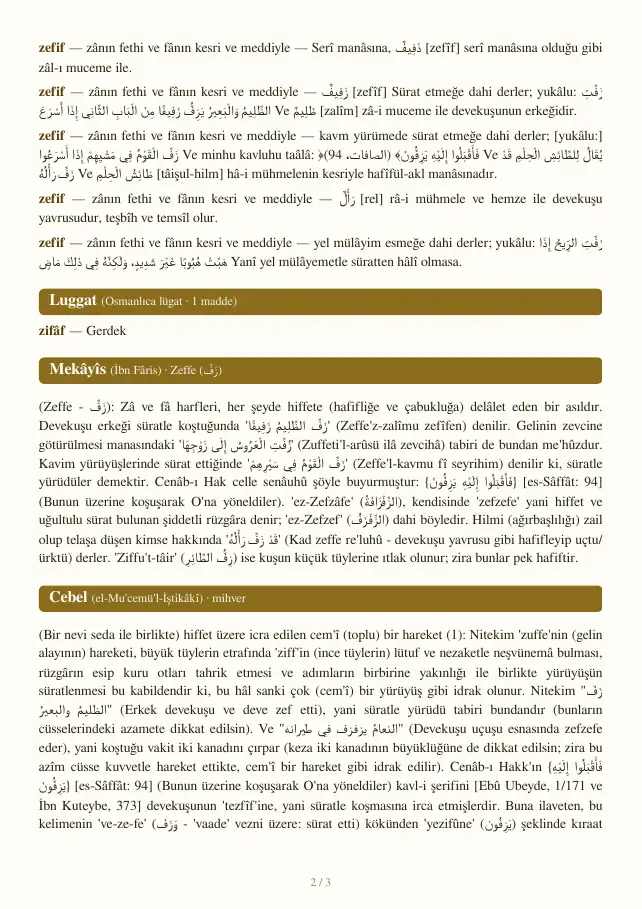 zefif — zânın fethi ve fânın kesri ve meddiyle — Serî manâsına, ذَفِيفٌ [zefîf] serî manâsına olduğu gibi
zâl-ı muceme ile.
zefif — zânın fethi ve fânın kesri ve meddiyle — زَفِيفٌ [zefîf] Sürat etmeğe dahi derler; yukâlu: زَفَّتِ
الظَّلِيمُ وَالْبَعِيرُ يَزِفُّ زَفِيفًا مِنَ الْبَابِ الثَّانِي إِذَا أَسْرَعَ Ve ظَلِيمٌ [zalîm] zâ-i muceme ile devekuşunun erkeğidir.
zefif — zânın fethi ve fânın kesri ve meddiyle — kavm yürümede sürat etmeğe dahi derler; [yukâlu:]
زَفَّ الْقَوْمُ فِي مَشْيِهِمْ إِذَا أَسْرَعُوا Ve minhu kavluhu taâlâ: ﴿فَأَقْبَلُوا إِلَيْهِ يَزِفُّونَ﴾ (الصافات، 94) Ve يُقَالُ لِلطَّائِشِ الْحِلْمِ قَدْ
زَفَّ رَأْلُهُ Ve طَائِشُ الْحِلْمِ [tâişul-hilm] hâ-i mühmelenin kesriyle hafîfül-akl manâsınadır.
zefif — zânın fethi ve fânın kesri ve meddiyle — رَأْلٌ [rel] râ-i mühmele ve hemze ile devekuşu
yavrusudur, teşbîh ve temsîl olur.
zefif — zânın fethi ve fânın kesri ve meddiyle — yel mülâyim esmeğe dahi derler; yukâlu: زَفَّتِ الرِّيحُ إِذَا
هَبَّتْ هُبُوبًا غَيْرَ شَدِيدٍ، وَلَكِنَّهُ فِي ذَلِكَ مَاضٍ Yanî yel mülâyemetle süratten hâlî olmasa.
Luggat (Osmanlıca lügat · 1 madde)
zifâf — Gerdek
Mekâyîs (İbn Fâris) · Zeffe (زَفّ)
(Zeffe - زَفّ): Zâ ve fâ harfleri, her şeyde hiffete (hafifliğe ve çabukluğa) delâlet eden bir asıldır.
Devekuşu erkeği süratle koştuğunda 'زَفَّ الظَّلِيمُ زَفِيفًا' (Zeffe'z-zalîmu zefîfen) denilir. Gelinin zevcine
götürülmesi manasındaki 'زُفَّتِ الْعَرُوسُ إِلَى زَوْجِهَا' (Zuffeti'l-arûsü ilâ zevcihâ) tabiri de bundan me'hûzdur.
Kavim yürüyüşlerinde sürat ettiğinde 'زَفَّ الْقَوْمُ فِي سَيْرِهِمْ' (Zeffe'l-kavmu fî seyrihim) denilir ki, süratle
yürüdüler demektir. Cenâb-ı Hak celle senâuhû şöyle buyurmuştur: {فَأَقْبَلُوا إِلَيْهِ يَزِفُّونَ} [es-Sâffât: 94]
(Bunun üzerine koşuşarak O'na yöneldiler). 'ez-Zefzâfe' (الزَّفْزَافَةُ), kendisinde 'zefzefe' yani hiffet ve
uğultulu sürat bulunan şiddetli rüzgâra denir; 'ez-Zefzef' (الزَّفْزَفُ) dahi böyledir. Hilmi (ağırbaşlılığı) zail
olup telaşa düşen kimse hakkında 'قَدْ زَفَّ رَأْلُهُ' (Kad zeffe re'luhû - devekuşu yavrusu gibi hafifleyip uçtu/
ürktü) derler. 'Ziffu't-tâir' (زِفُّ الطَّائِرِ) ise kuşun küçük tüylerine ıtlak olunur; zira bunlar pek hafiftir.
Cebel (el-Mu'cemü'l-İştikâkî) · mihver
(Bir nevi seda ile birlikte) hiffet üzere icra edilen cem'î (toplu) bir hareket (1): Nitekim 'zuffe'nin (gelin
alayının) hareketi, büyük tüylerin etrafında 'ziff'in (ince tüylerin) lütuf ve nezaketle neşvünemâ bulması,
rüzgârın esip kuru otları tahrik etmesi ve adımların birbirine yakınlığı ile birlikte yürüyüşün
süratlenmesi bu kabildendir ki, bu hâl sanki çok (cem'î) bir yürüyüş gibi idrak olunur. Nitekim "زَفّ
الظليمُ والبعيرُ" (Erkek devekuşu ve deve zef etti), yani süratle yürüdü tabiri bundandır (bunların
cüsselerindeki azamete dikkat edilsin). Ve "النعامُ يزفزف في طيرانه" (Devekuşu uçuşu esnasında zefzefe
eder), yani koştuğu vakit iki kanadını çırpar (keza iki kanadının büyüklüğüne de dikkat edilsin; zira bu
azîm cüsse kuvvetle hareket ettikte, cem'î bir hareket gibi idrak edilir). Cenâb-ı Hakk'ın {فَأَقْبَلُوا إِلَيْهِ
يَزِفُّونَ} [es-Sâffât: 94] (Bunun üzerine koşuşarak O'na yöneldiler) kavl-i şerifini [Ebû Ubeyde, 1/171 ve
İbn Kuteybe, 373] devekuşunun 'tezfîf'ine, yani süratle koşmasına irca etmişlerdir. Buna ilaveten, bu
kelimenin 've-ze-fe' (وَزَفَ - 'vaade' vezni üzere: sürat etti) kökünden 'yezifûne' (يَزِفُونَ) şeklinde kıraat
2 / 3